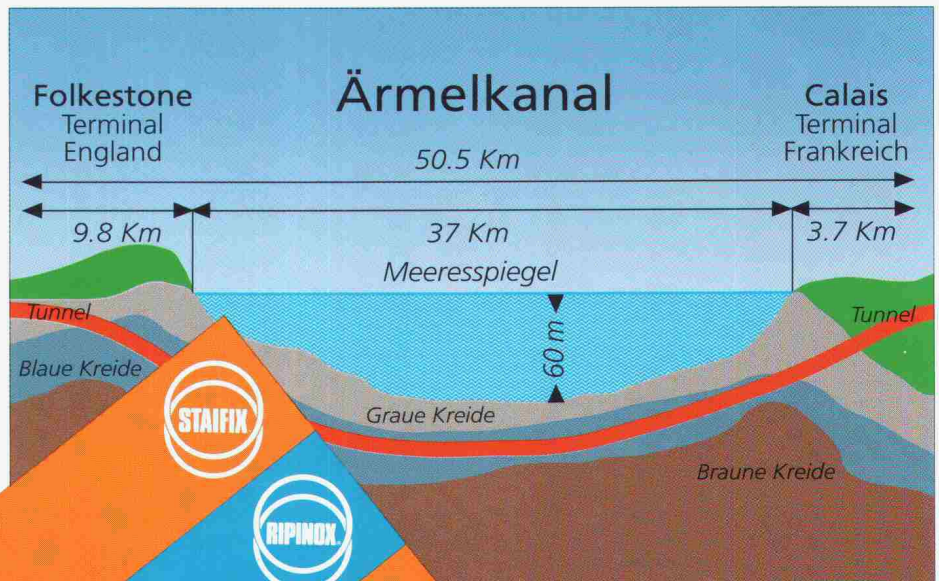 Ärmelkanal
Folkestone
Terminal
England
Calais
Terminal
Frankreich
50.5 Km
9.8 Km
37 Km
3.7 Km
Meeresspiegel
Tunnel
Tunnel
60 m
Blaue Kreide
Graue Kreide
Braune Kreide
STAIFIX
RIPINOX®